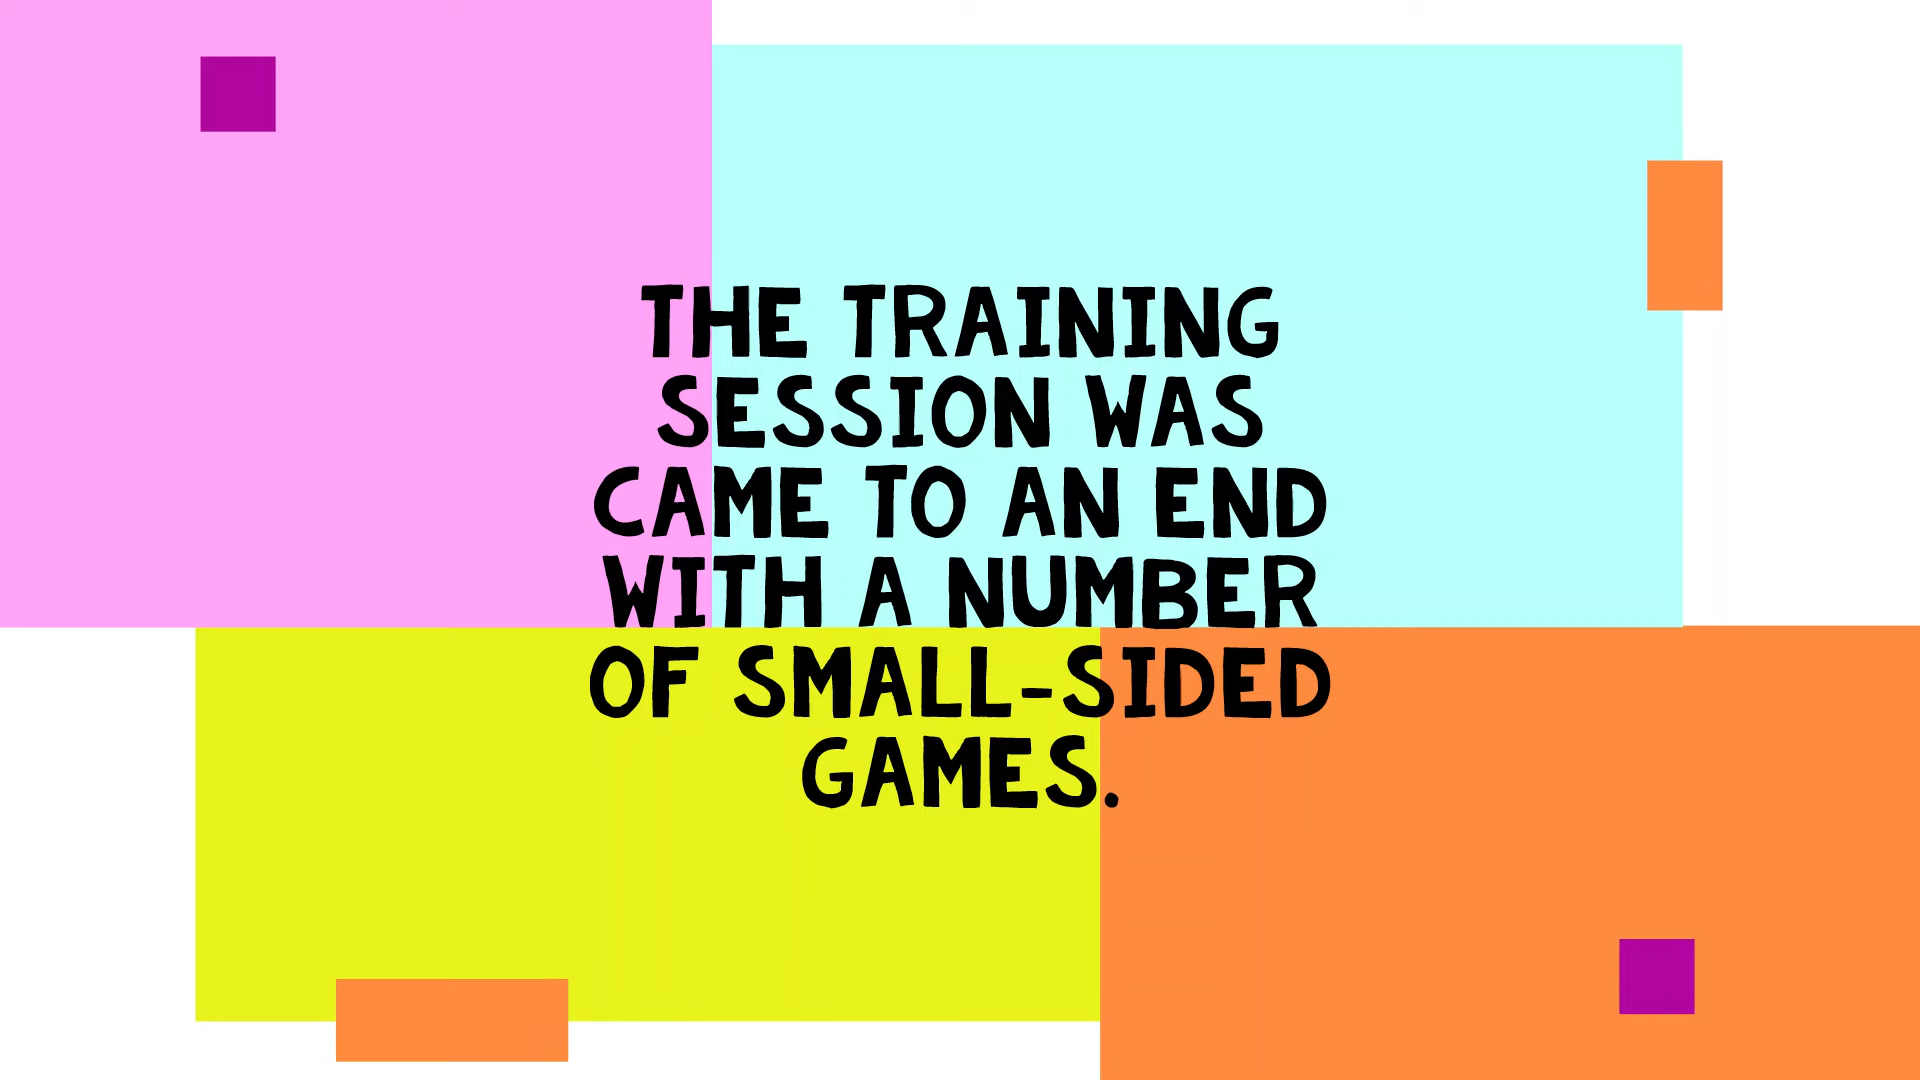 THE TRAINING
SESSION WAS
CAME TO AN END
WITH A NUMBER
OF SMALL-SIDED
GAMES.